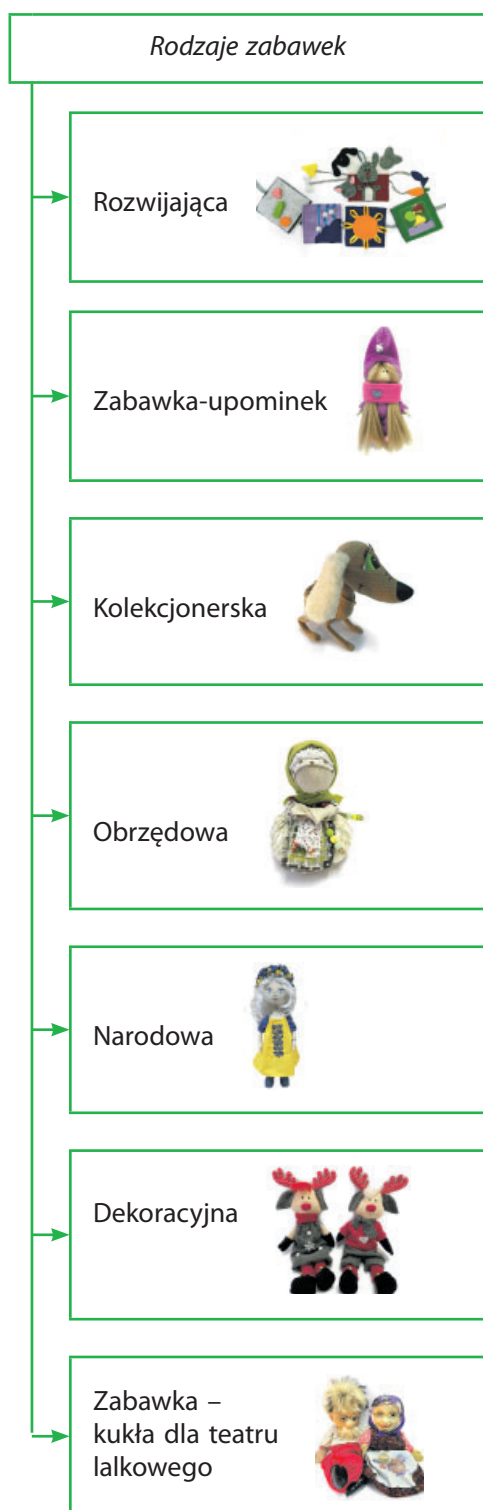 Rodzaje zabawek
Rozwijająca
Zabawka-upominek
Kolekcjonerska
Obrzędowa
Narodowa
Dekoracyjna
Zabawka –
kukła dla teatru
lalkowego